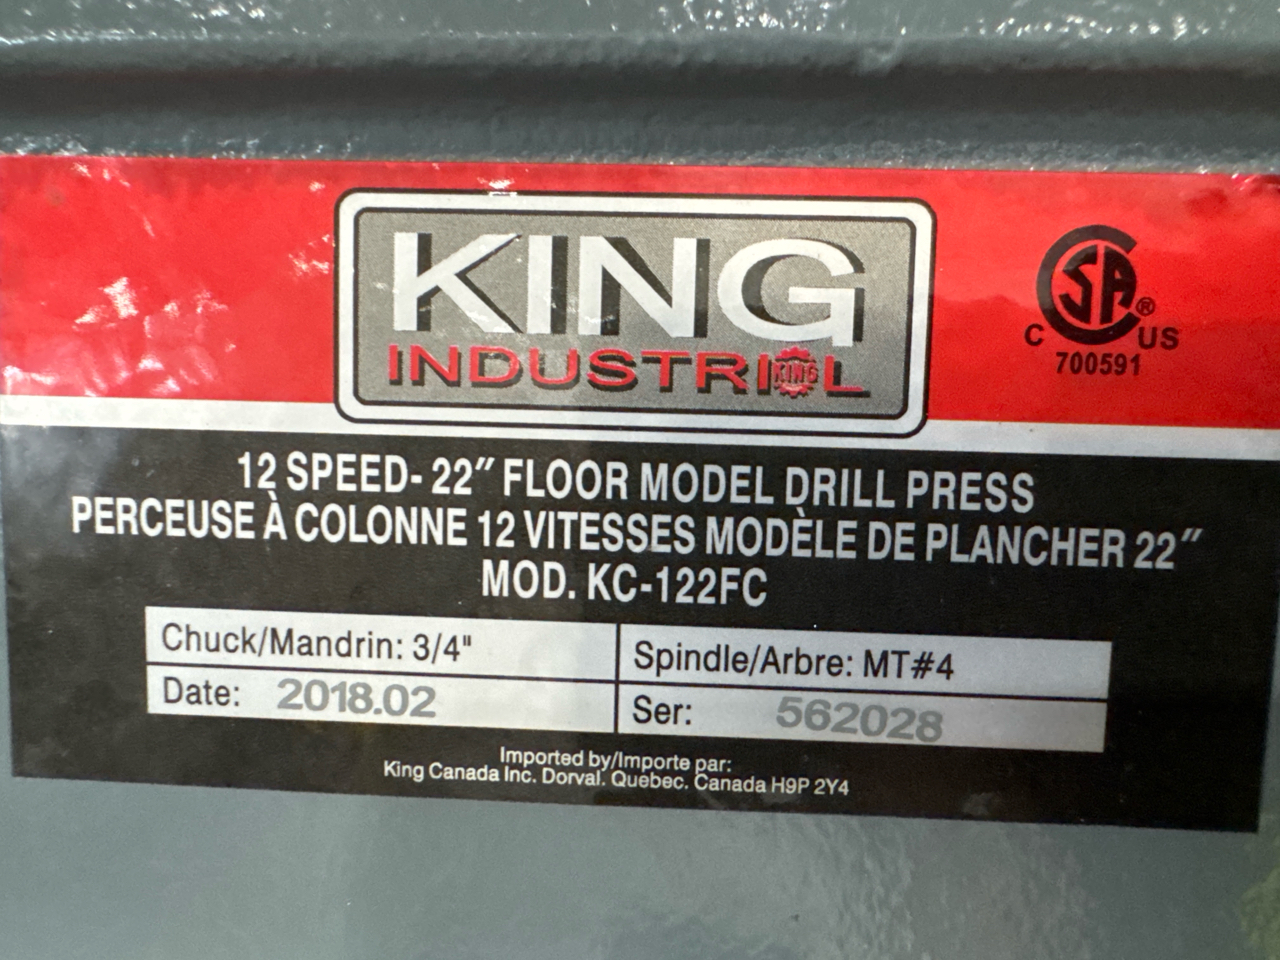 KING
INDUSTRIAL
KING
CSA®
C US
700591
12 SPEED- 22″ FLOOR MODEL DRILL PRESS
PERCEUSE À COLONNE 12 VITESSES MODÈLE DE PLANCHER 22″
MOD. KC-122FC
Chuck/Mandrin: 3/4"
Spindle/Arbre: MT#4
Date: 2018.02
Ser: 562028
Imported by/Importe par:
King Canada Inc. Dorval. Québec. Canada H9P 2Y4